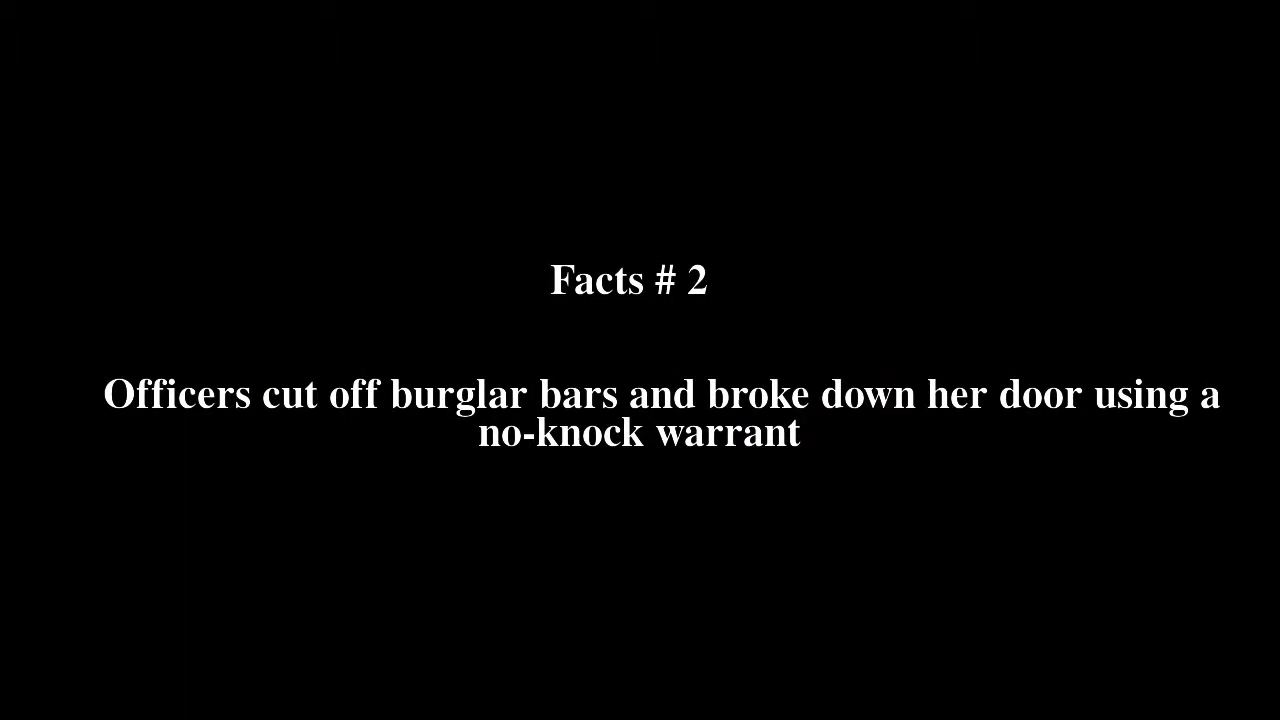 Facts # 2
Officers cut off burglar bars and broke down her door using a
no-knock warrant